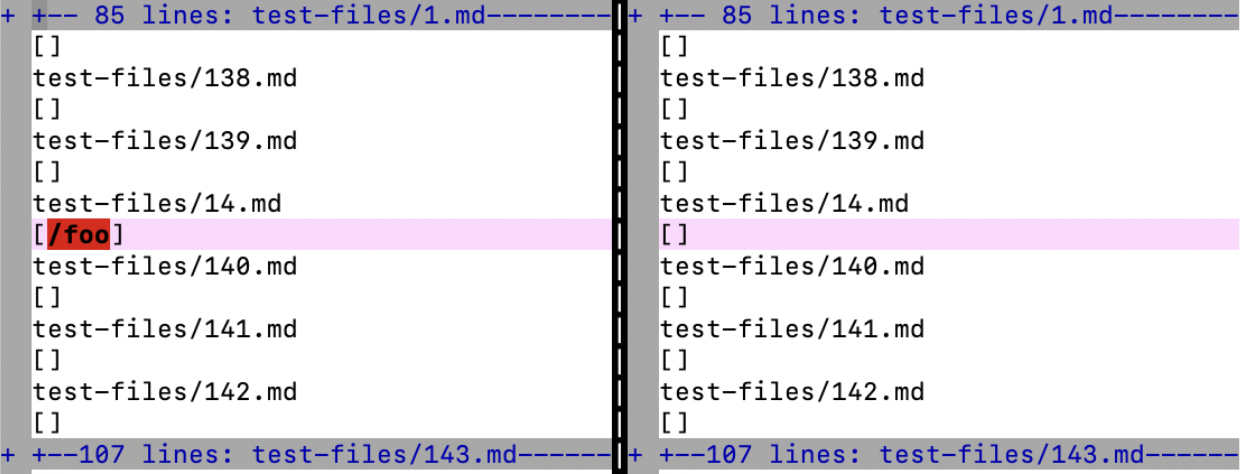 + +-- 85 lines: test-files/1.md--------
[]
test-files/138.md
[]
test-files/139.md
[]
test-files/14.md
[/foo]
test-files/140.md
[]
test-files/141.md
[]
test-files/142.md
[]
+ +--107 lines: test-files/143.md------
+ +-- 85 lines: test-files/1.md--------
[]
test-files/138.md
[]
test-files/139.md
[]
test-files/14.md
[]
test-files/140.md
[]
test-files/141.md
[]
test-files/142.md
[]
+ +--107 lines: test-files/143.md------